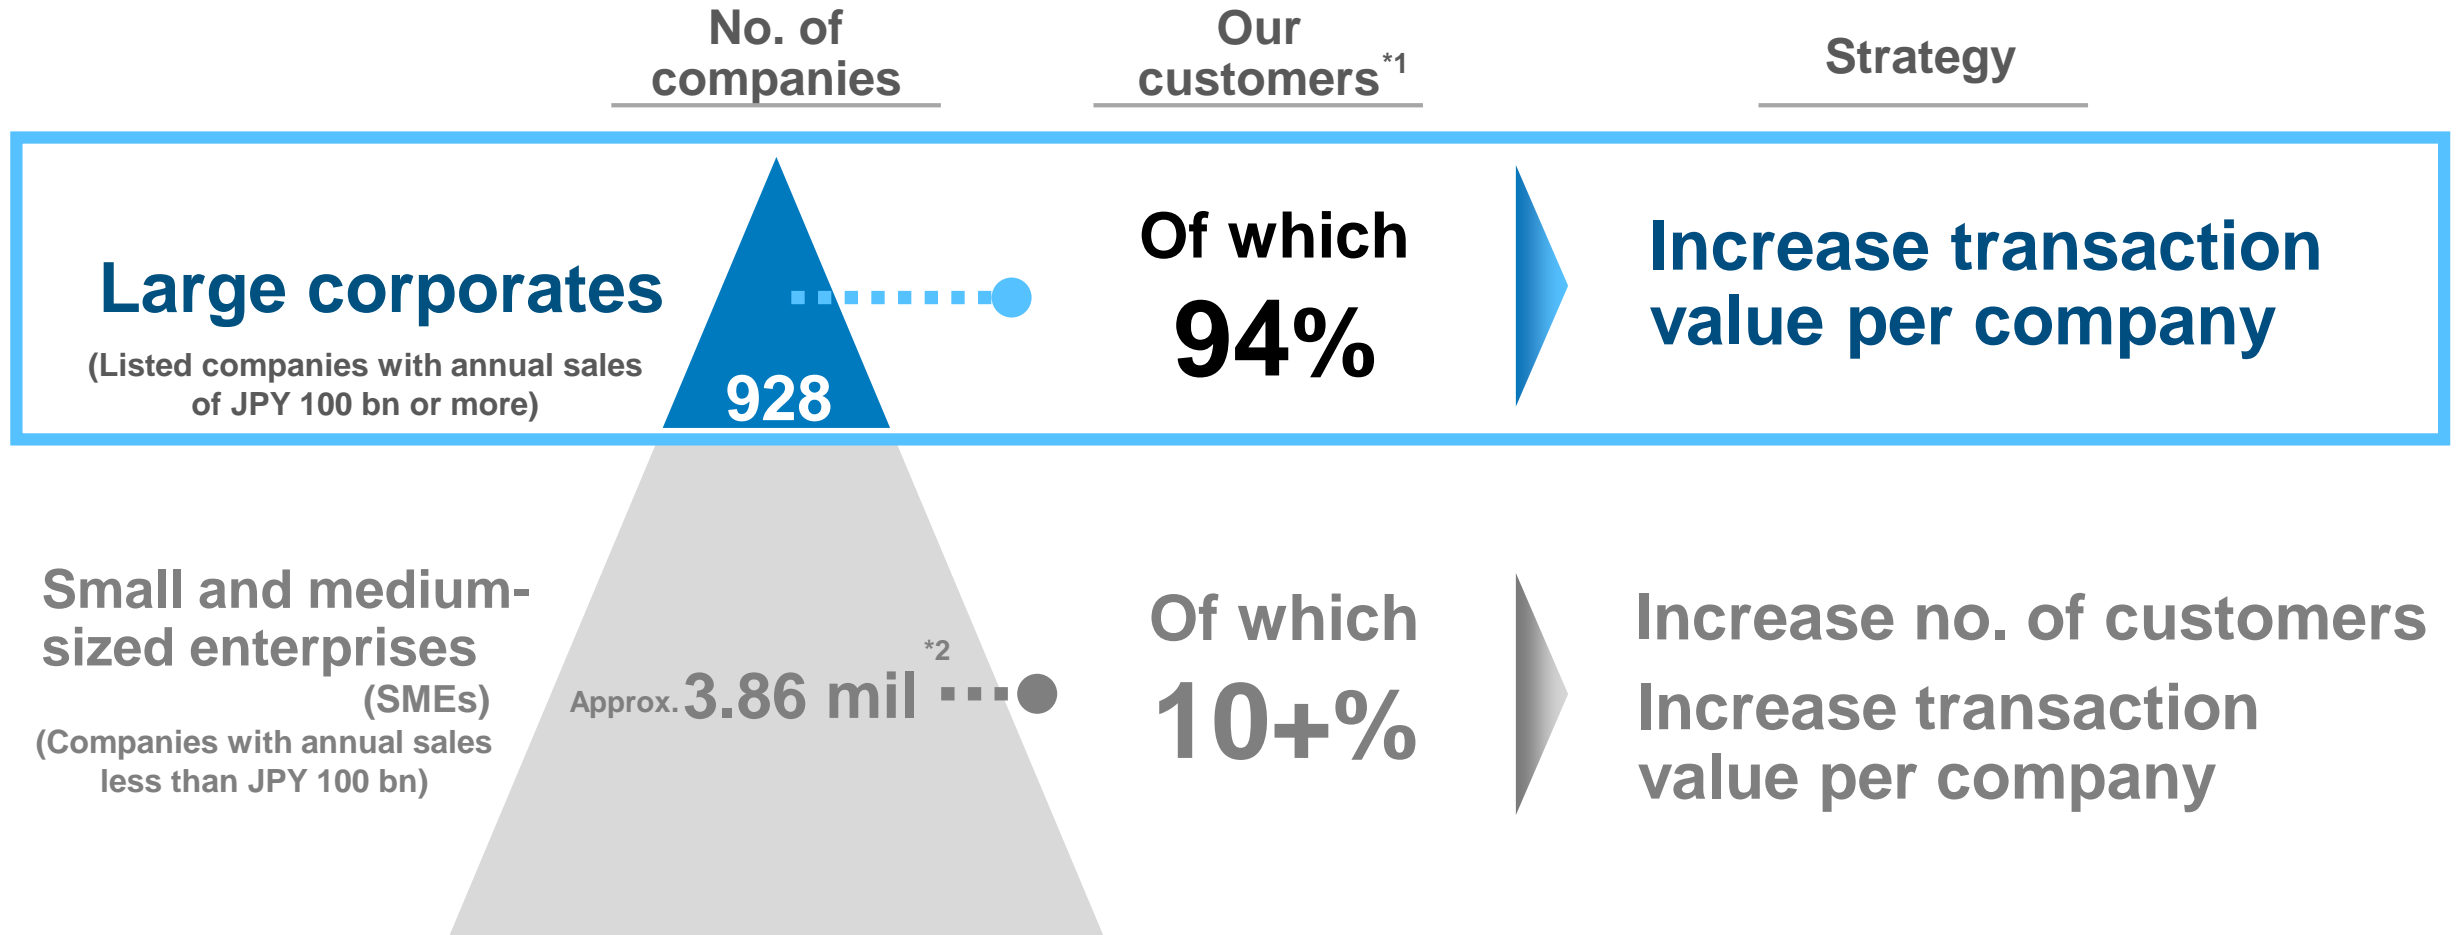 No. of
companies
Our
customers*1
Strategy
Large corporates
(Listed companies with annual sales
of JPY 100 bn or more)
928
Of which
94%
Increase transaction
value per company
Small and medium-
sized enterprises
(SMEs)
(Companies with annual sales
less than JPY 100 bn)
Approx. 3.86 mil *2
Of which
10+%
Increase no. of customers
Increase transaction
value per company